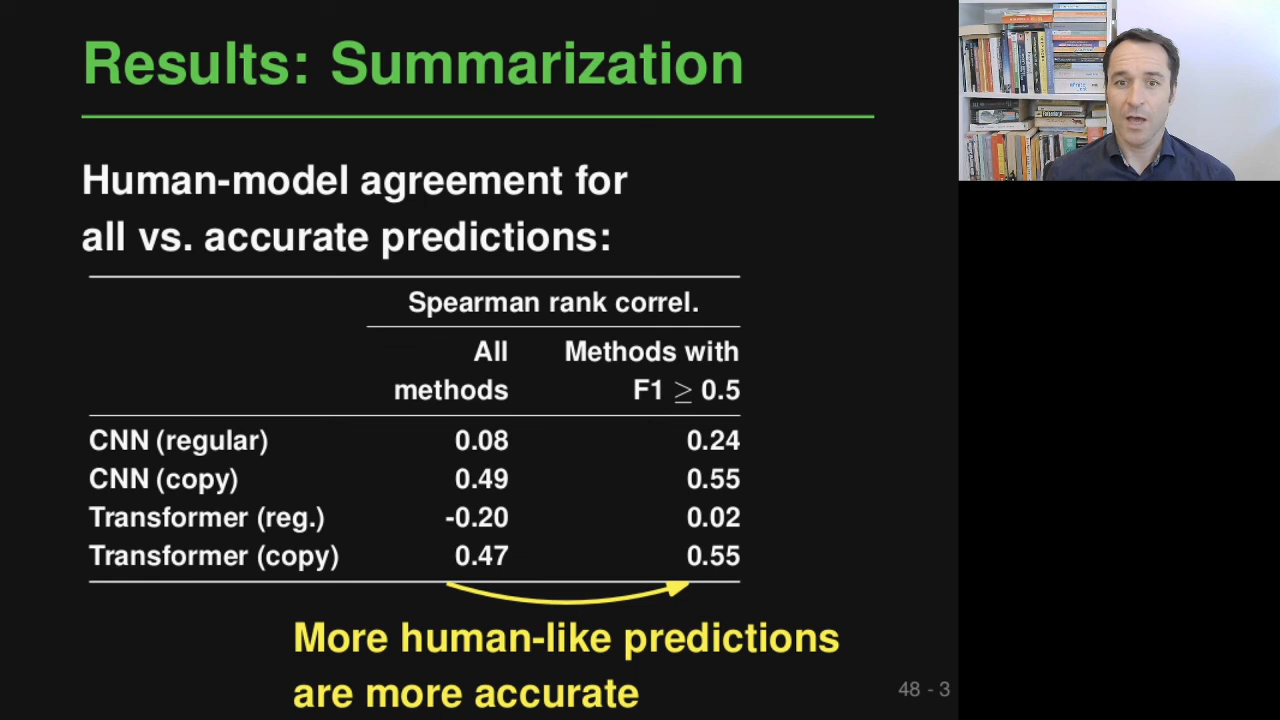 Results: Summarization
Human-model agreement for
all vs. accurate predictions:
Spearman rank correl.
All Methods with
methods F1 ≥ 0.5
CNN (regular) 0.08 0.24
CNN (copy) 0.49 0.55
Transformer (reg.) -0.20 0.02
Transformer (copy) 0.47 0.55
More human-like predictions
are more accurate
48 - 3